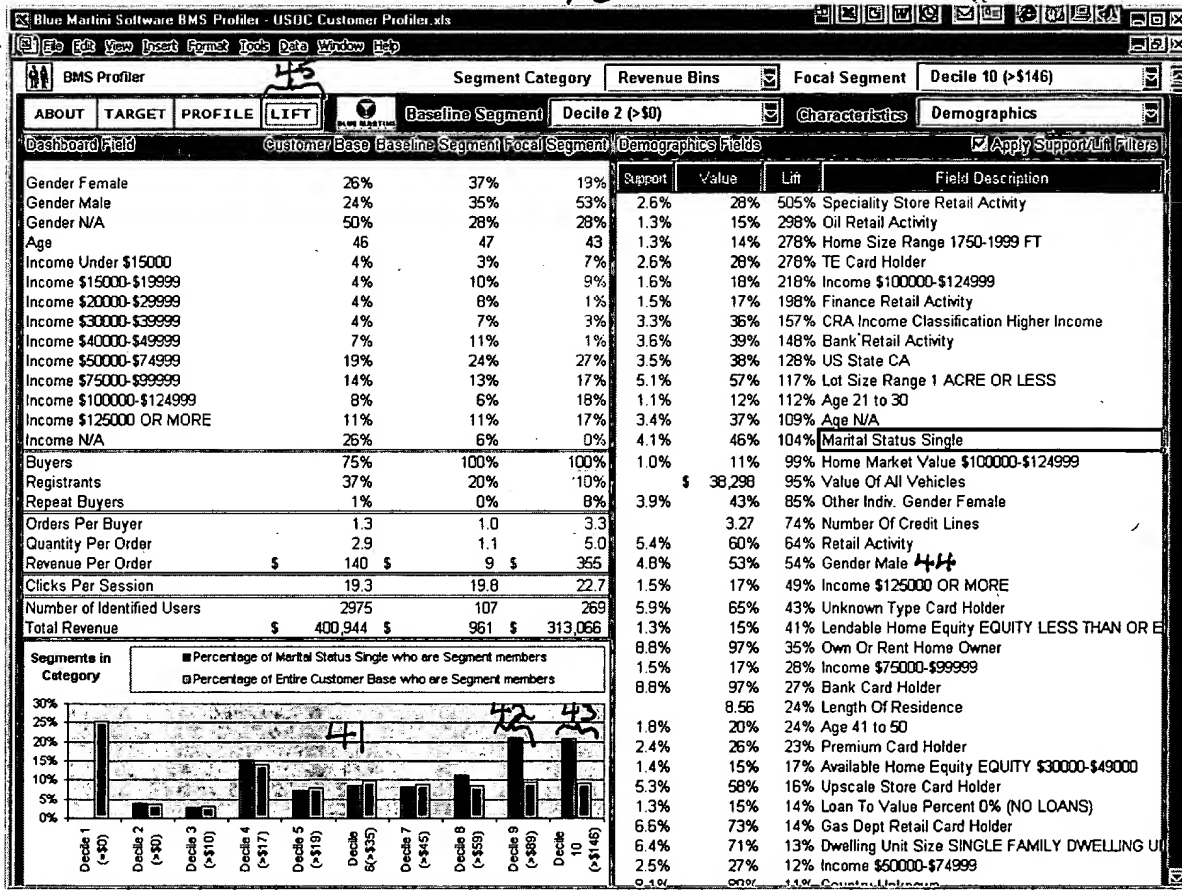 Blue Martini Software BMS Profiler - USOC Customer Profiler.xls
File Edit View Insert Format Tools Data Window Help
45
BMS Profiler Segment Category Revenue Bins Focal Segment Decile 10 (>$146)
ABOUT TARGET PROFILE LIFT BLUE MARTINI Baseline Segment Decile 2 (>$0) Characteristics Demographics
Dashboard Field Customer Base Baseline Segment Focal Segment
Gender Female 26% 37% 19%
Gender Male 24% 35% 53%
Gender N/A 50% 28% 28%
Age 46 47 43
Income Under $15000 4% 3% 7%
Income $15000-$19999 4% 10% 9%
Income $20000-$29999 4% 8% 1%
Income $30000-$39999 4% 7% 3%
Income $40000-$49999 7% 11% 1%
Income $50000-$74999 19% 24% 27%
Income $75000-$99999 14% 13% 17%
Income $100000-$124999 8% 6% 18%
Income $125000 OR MORE 11% 11% 17%
Income N/A 26% 6% 0%
Buyers 75% 100% 100%
Registrants 37% 20% 10%
Repeat Buyers 1% 0% 8%
Orders Per Buyer 1.3 1.0 3.3
Quantity Per Order 2.9 1.1 5.0
Revenue Per Order $ 140 $ 9 $ 355
Clicks Per Session 19.3 19.8 22.7
Number of Identified Users 2975 107 269
Total Revenue $ 400,944 $ 961 $ 313,066
Segments in Category
Percentage of Marital Status Single who are Segment members
Percentage of Entire Customer Base who are Segment members
30%
25%
20%
15%
10%
5%
0%
41
42
43
Decile 1 (=$0)
Decile 2 (>$0)
Decile 3 (>$10)
Decile 4 (>$17)
Decile 5 (>$19)
Decile 6(>$35)
Decile 7 (>$45)
Decile 8 (>$59)
Decile 9 (>$89)
Decile 10 (>$146)
Demographics Fields Apply Support/Lift Filters
Support Value Lift Field Description
2.6% 28% 505% Speciality Store Retail Activity
1.3% 15% 298% Oil Retail Activity
1.3% 14% 278% Home Size Range 1750-1999 FT
2.6% 28% 278% TE Card Holder
1.6% 18% 218% Income $100000-$124999
1.5% 17% 198% Finance Retail Activity
3.3% 36% 157% CRA Income Classification Higher Income
3.6% 39% 148% Bank Retail Activity
3.5% 38% 128% US State CA
5.1% 57% 117% Lot Size Range 1 ACRE OR LESS
1.1% 12% 112% Age 21 to 30
3.4% 37% 109% Age N/A
4.1% 46% 104% Marital Status Single
1.0% 11% 99% Home Market Value $100000-$124999
$ 38,298 95% Value Of All Vehicles
3.9% 43% 85% Other Indiv. Gender Female
3.27 74% Number Of Credit Lines
5.4% 60% 64% Retail Activity
4.8% 53% 54% Gender Male 44
1.5% 17% 49% Income $125000 OR MORE
5.9% 65% 43% Unknown Type Card Holder
1.3% 15% 41% Lendable Home Equity EQUITY LESS THAN OR E
8.8% 97% 35% Own Or Rent Home Owner
1.5% 17% 28% Income $75000-$99999
8.8% 97% 27% Bank Card Holder
8.56 24% Length Of Residence
1.8% 20% 24% Age 41 to 50
2.4% 26% 23% Premium Card Holder
1.4% 15% 17% Available Home Equity EQUITY $30000-$49000
5.3% 58% 16% Upscale Store Card Holder
1.3% 15% 14% Loan To Value Percent 0% (NO LOANS)
6.6% 73% 14% Gas Dept Retail Card Holder
6.4% 71% 13% Dwelling Unit Size SINGLE FAMILY DWELLING UI
2.5% 27% 12% Income $50000-$74999